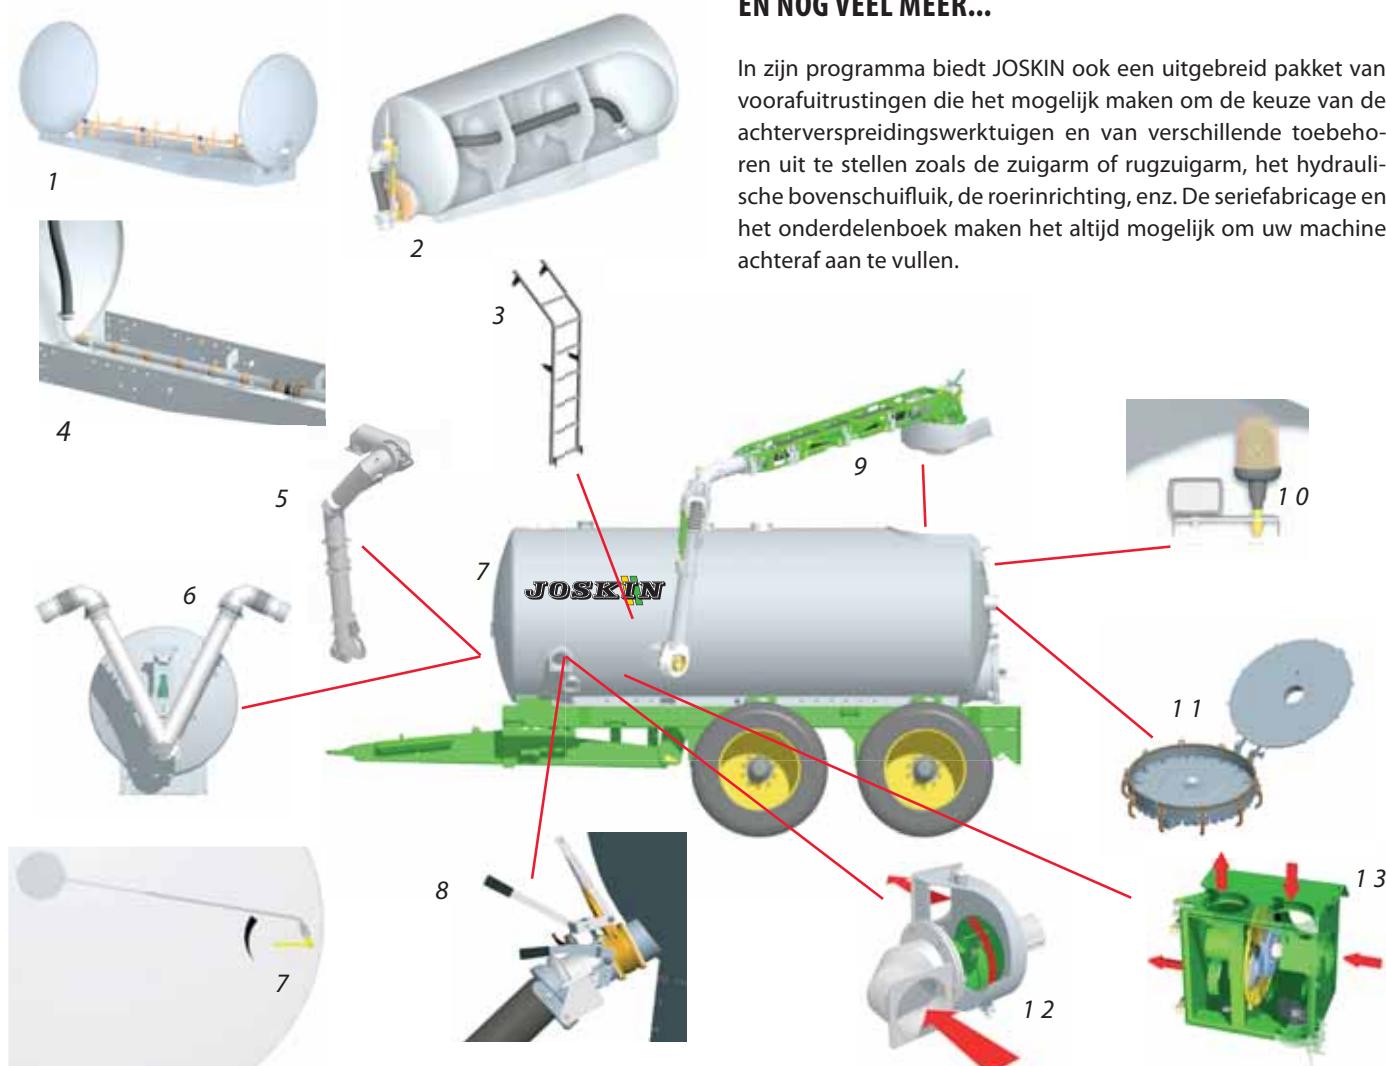 EN NOG VEEL MEER...
In zijn programma biedt JOSKIN ook een uitgebreid pakket van
voorafuitrustingen die het mogelijk maken om de keuze van de
achterverspreidingswerktuigen en van verschillende toebeho-
ren uit te stellen zoals de zuigarm of rugzuigarm, het hydrauli-
sche bovenschuifluik, de roerinrichting, enz. De seriefabricage en
het onderdelenboek maken het altijd mogelijk om uw machine
achteraf aan te vullen.
1
2
3
4
5
6
7
JOSKIN
9
10
11
7
8
12
13